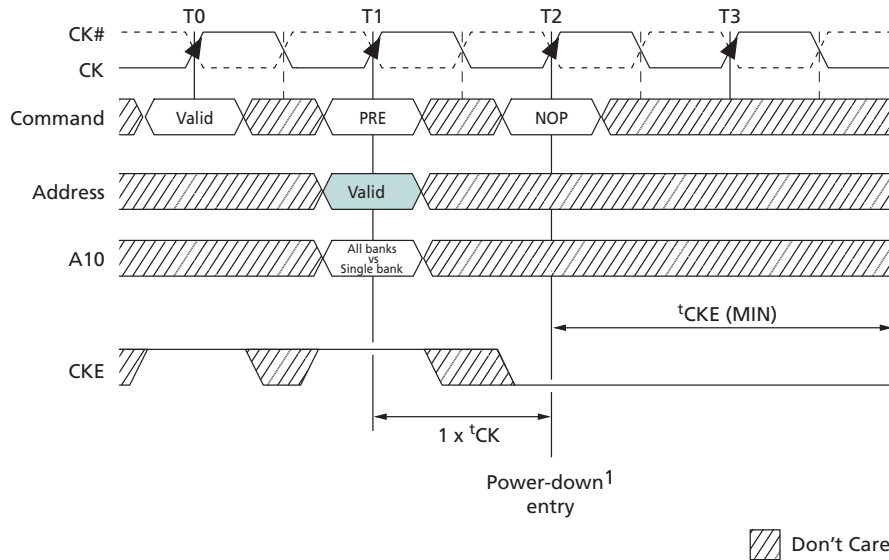 T0 T1 T2 T3
CK#
CK
Command Valid PRE NOP
Address Valid
A10 All banks
vs
Single bank
tCKE (MIN)
CKE
1 x tCK
Power-down1
entry
Don't Care